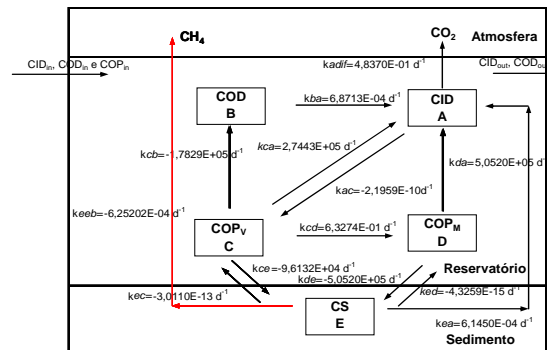 CH4
CO2
Atmosfera
CIDin, CODin e COPin
kadif=4,8370E-01 d-1
CIDout, CODou
COD
B
kba=6,8713E-04 d-1
CID
A
kcb=-1,7829E+05 d-1
kca=2,7443E+05 d-1
kda=5,0520E+05 d-1
kac=-2,1959E-10d-1
keeb=-6,25202E-04 d-1
COPV
C
kcd=6,3274E-01 d-1
COPM
D
kce=-9,6132E+04 d-1
kde=-5,0520E+05 d-1
Reservatório
kec=-3,0110E-13 d-1
ked=-4,3259E-15 d-1
CS
E
kea=6,1450E-04 d-1
Sedimento